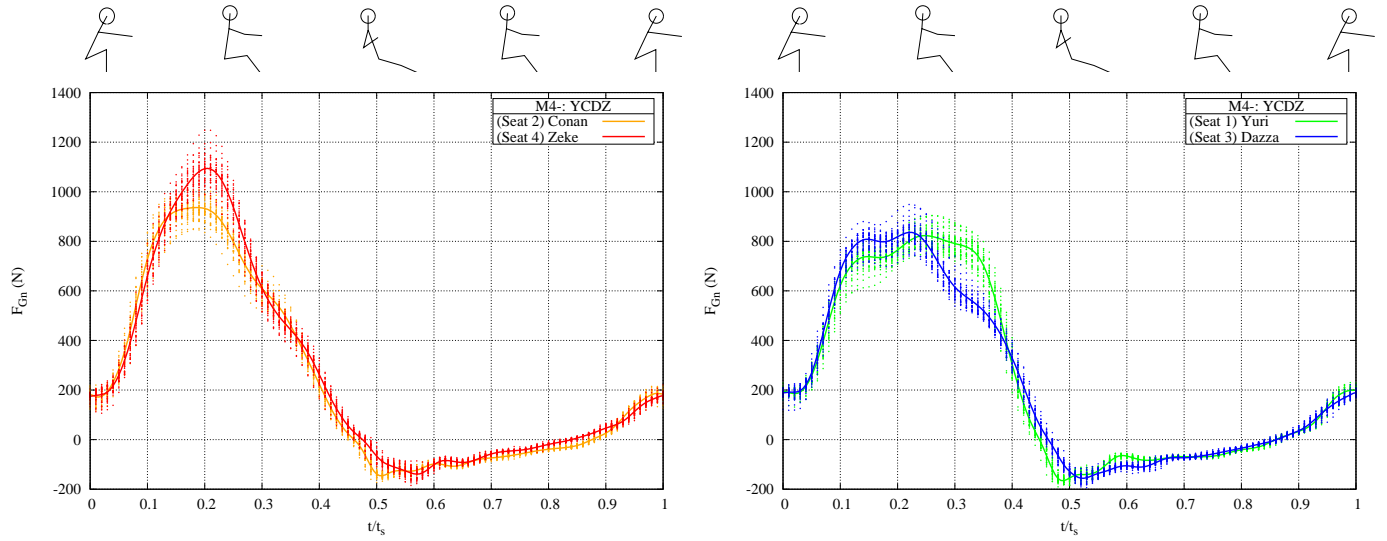 M4-: YCDZ
(Seat 2) Conan
(Seat 4) Zeke
1400
1200
1000
800
600
400
200
0
-200
F_Gn (N)
0 0.1 0.2 0.3 0.4 0.5 0.6 0.7 0.8 0.9 1
t/t_s
M4-: YCDZ
(Seat 1) Yuri
(Seat 3) Dazza
1400
1200
1000
800
600
400
200
0
-200
F_Gn (N)
0 0.1 0.2 0.3 0.4 0.5 0.6 0.7 0.8 0.9 1
t/t_s